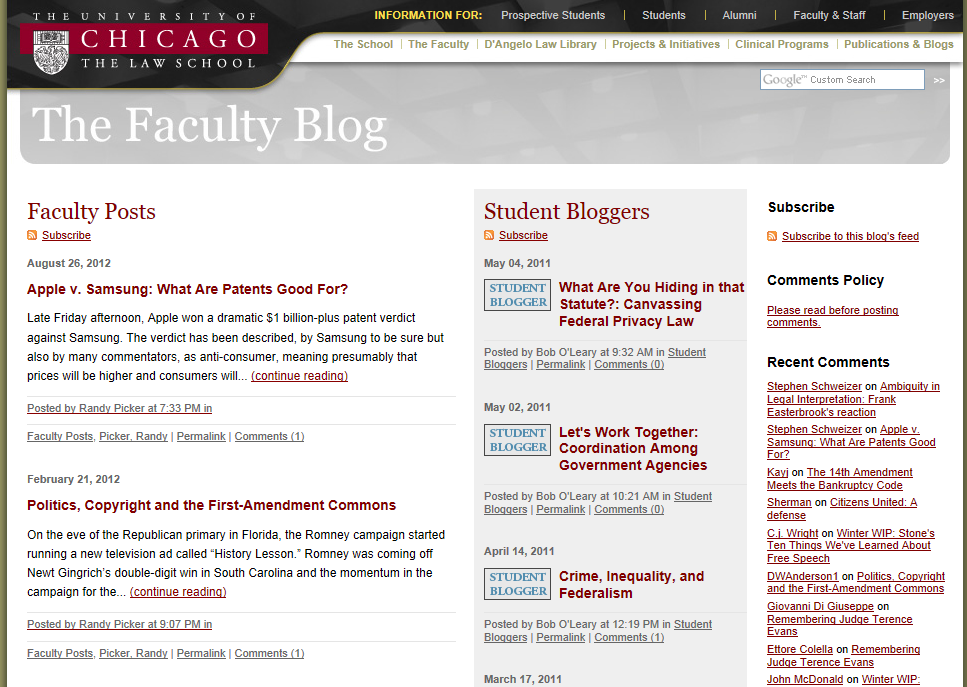 THE UNIVERSITY OF
CHICAGO
THE LAW SCHOOL
INFORMATION FOR: Prospective Students | Students | Alumni | Faculty & Staff | Employers
The School | The Faculty | D'Angelo Law Library | Projects & Initiatives | Clinical Programs | Publications & Blogs
Google™ Custom Search >>
The Faculty Blog
Faculty Posts
Subscribe
August 26, 2012
Apple v. Samsung: What Are Patents Good For?
Late Friday afternoon, Apple won a dramatic $1 billion-plus patent verdict
against Samsung. The verdict has been described, by Samsung to be sure but
also by many commentators, as anti-consumer, meaning presumably that
prices will be higher and consumers will... (continue reading)
Posted by Randy Picker at 7:33 PM in
Faculty Posts, Picker, Randy | Permalink | Comments (1)
February 21, 2012
Politics, Copyright and the First-Amendment Commons
On the eve of the Republican primary in Florida, the Romney campaign started
running a new television ad called “History Lesson.” Romney was coming off
Newt Gingrich’s double-digit win in South Carolina and the momentum in the
campaign for the... (continue reading)
Posted by Randy Picker at 9:07 PM in
Faculty Posts, Picker, Randy | Permalink | Comments (1)
Student Bloggers
Subscribe
May 04, 2011
STUDENT
BLOGGER
What Are You Hiding in that
Statute?: Canvassing
Federal Privacy Law
Posted by Bob O'Leary at 9:32 AM in Student
Bloggers | Permalink | Comments (0)
May 02, 2011
STUDENT
BLOGGER
Let's Work Together:
Coordination Among
Government Agencies
Posted by Bob O'Leary at 10:21 AM in Student
Bloggers | Permalink | Comments (0)
April 14, 2011
STUDENT
BLOGGER
Crime, Inequality, and
Federalism
Posted by Bob O'Leary at 12:19 PM in Student
Bloggers | Permalink | Comments (1)
March 17, 2011
Subscribe
Subscribe to this blog's feed
Comments Policy
Please read before posting
comments.
Recent Comments
Stephen Schweizer on Ambiguity in
Legal Interpretation: Frank
Easterbrook's reaction
Stephen Schweizer on Apple v.
Samsung: What Are Patents Good
For?
Kayj on The 14th Amendment
Meets the Bankruptcy Code
Sherman on Citizens United: A
defense
C.j. Wright on Winter WIP: Stone's
Ten Things We've Learned About
Free Speech
DWAnderson1 on Politics, Copyright
and the First-Amendment Commons
Giovanni Di Giuseppe on
Remembering Judge Terence
Evans
Ettore Colella on Remembering
Judge Terence Evans
John McDonald on Winter WIP: